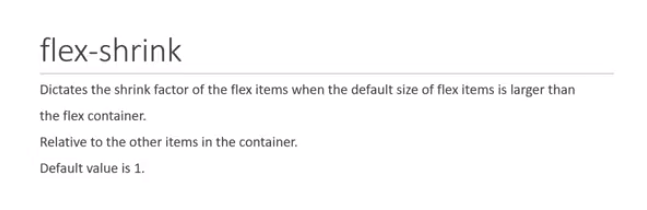 flex-shrink
Dictates the shrink factor of the flex items when the default size of flex items is larger than
the flex container.
Relative to the other items in the container.
Default value is 1.